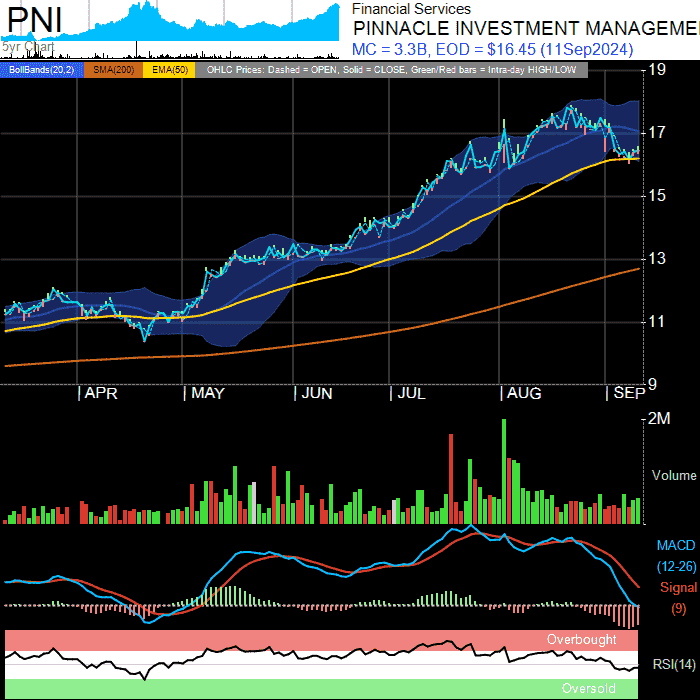 PNI
5yr Chart
Financial Services
PINNACLE INVESTMENT MANAGEME
MC = 3.3B, EOD = $16.45 (11Sep2024)
BollBands(20,2) SMA(200) EMA(50) OHLC Prices: Dashed = OPEN, Solid = CLOSE, Green/Red bars = Intra-day HIGH/LOW
19
17
15
13
11
9
| APR | MAY | JUN | JUL | AUG | SEP
2M
Volume
MACD
(12-26)
Signal
(9)
Overbought
RSI(14)
Oversold